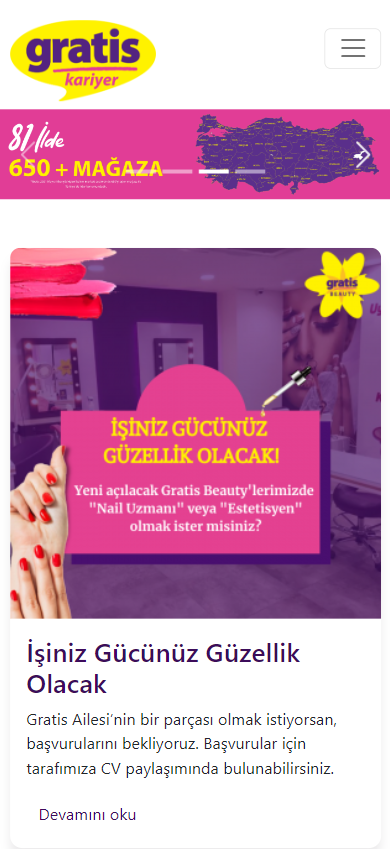 gratis
kariyer
81 İlde
650 + MAĞAZA
gratis
BEAUTY
İŞİNİZ GÜCÜNÜZ
GÜZELLİK OLACAK!
Yeni açılacak Gratis Beauty'lerimizde
"Nail Uzmanı" veya "Estetisyen"
olmak ister misiniz?
İşiniz Gücünüz Güzellik
Olacak
Gratis Ailesi’nin bir parçası olmak istiyorsan,
başvurularını bekliyoruz. Başvurular için
tarafımıza CV paylaşımında bulunabilirsiniz.
Devamını oku